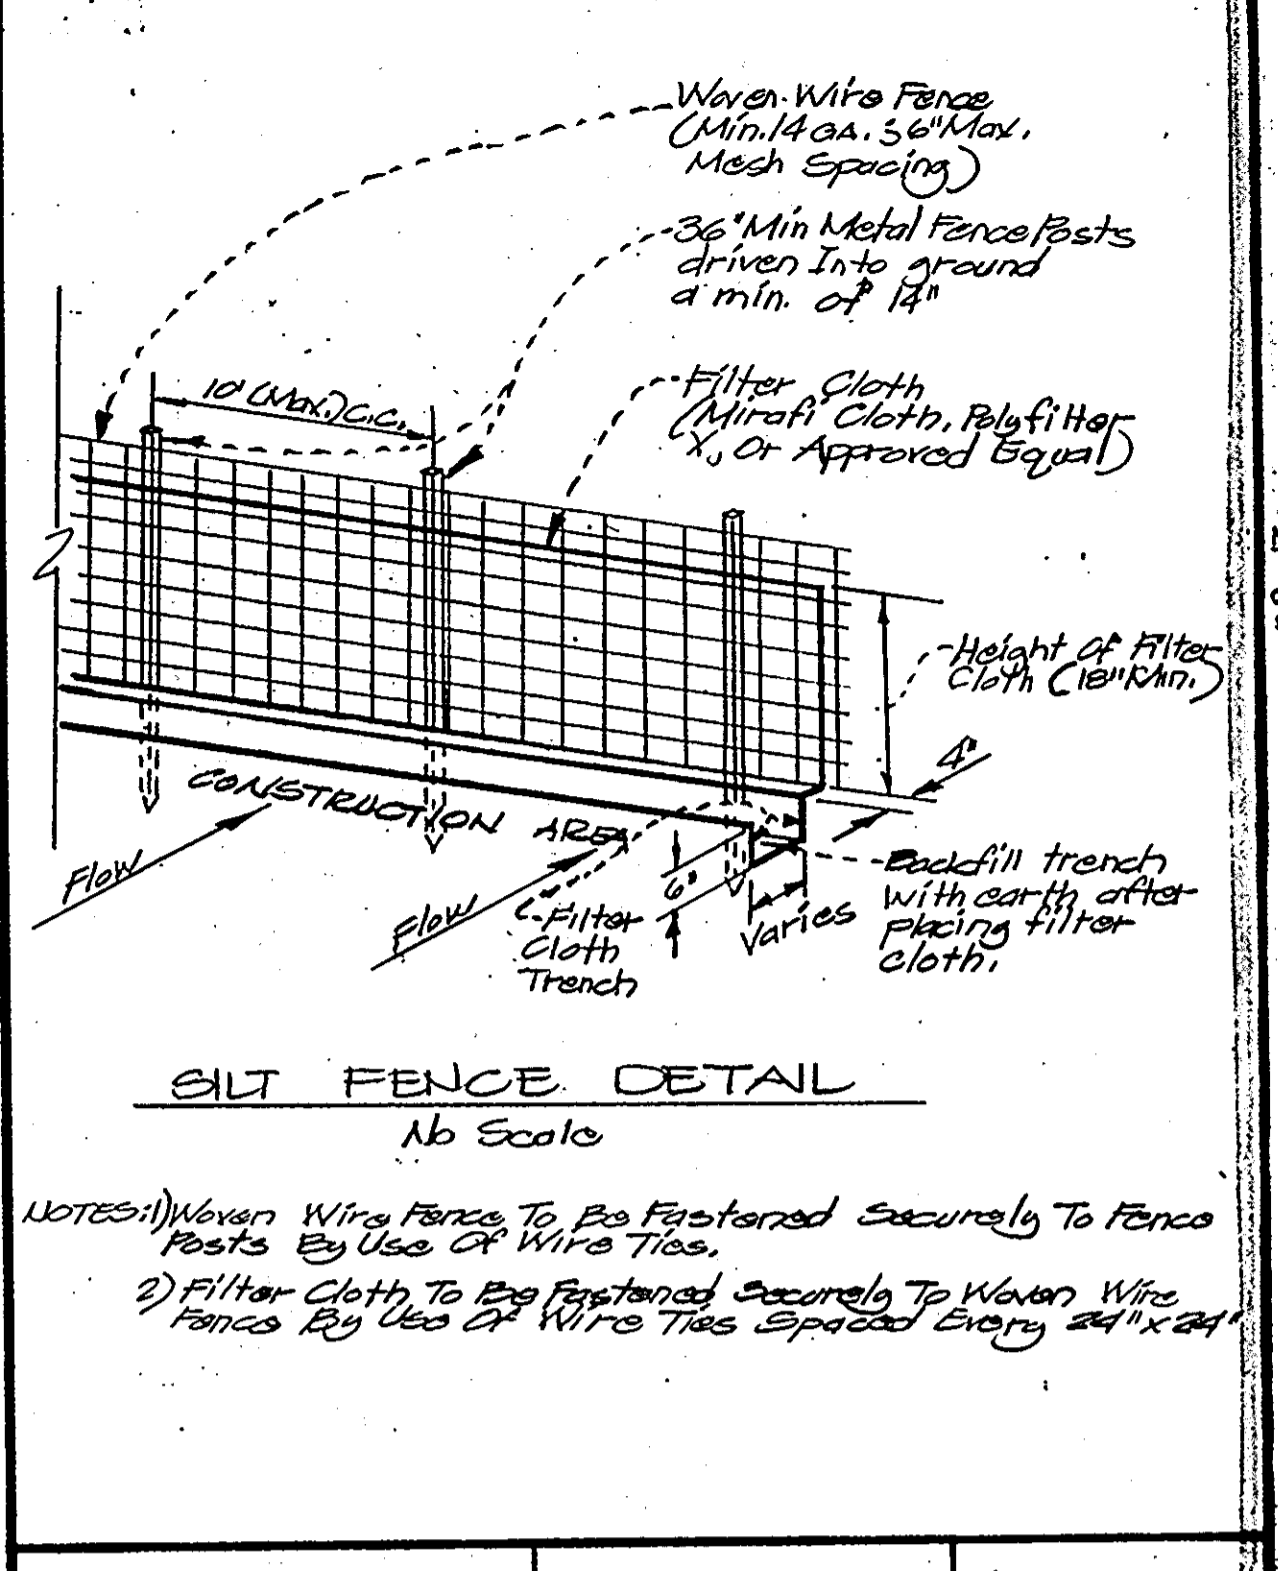 Woven Wire Fence
(Min. 14 GA. ; 6" Max.
Mesh Spacing)
36" Min Metal Fence Posts
driven Into ground
a min. of 14"
10' (Max.) C.C.
Filter Cloth
(Mirafi Cloth, Polyfilter
X, Or Approved Equal)
Height Of Filter
Cloth (18" Min.)
4"
CONSTRUCTION AREA
Flow
Flow
6"
Varies
Filter
Cloth
Trench
Backfill trench
with earth after
placing filter
cloth.
SILT FENCE DETAIL
No Scale
NOTES: 1) Woven Wire Fence To Be Fastened Securely To Fence
Posts By Use Of Wire Ties.
2) Filter Cloth To Be Fastened Securely To Woven Wire
Fence By Use Of Wire Ties Spaced Every 24" x 24"